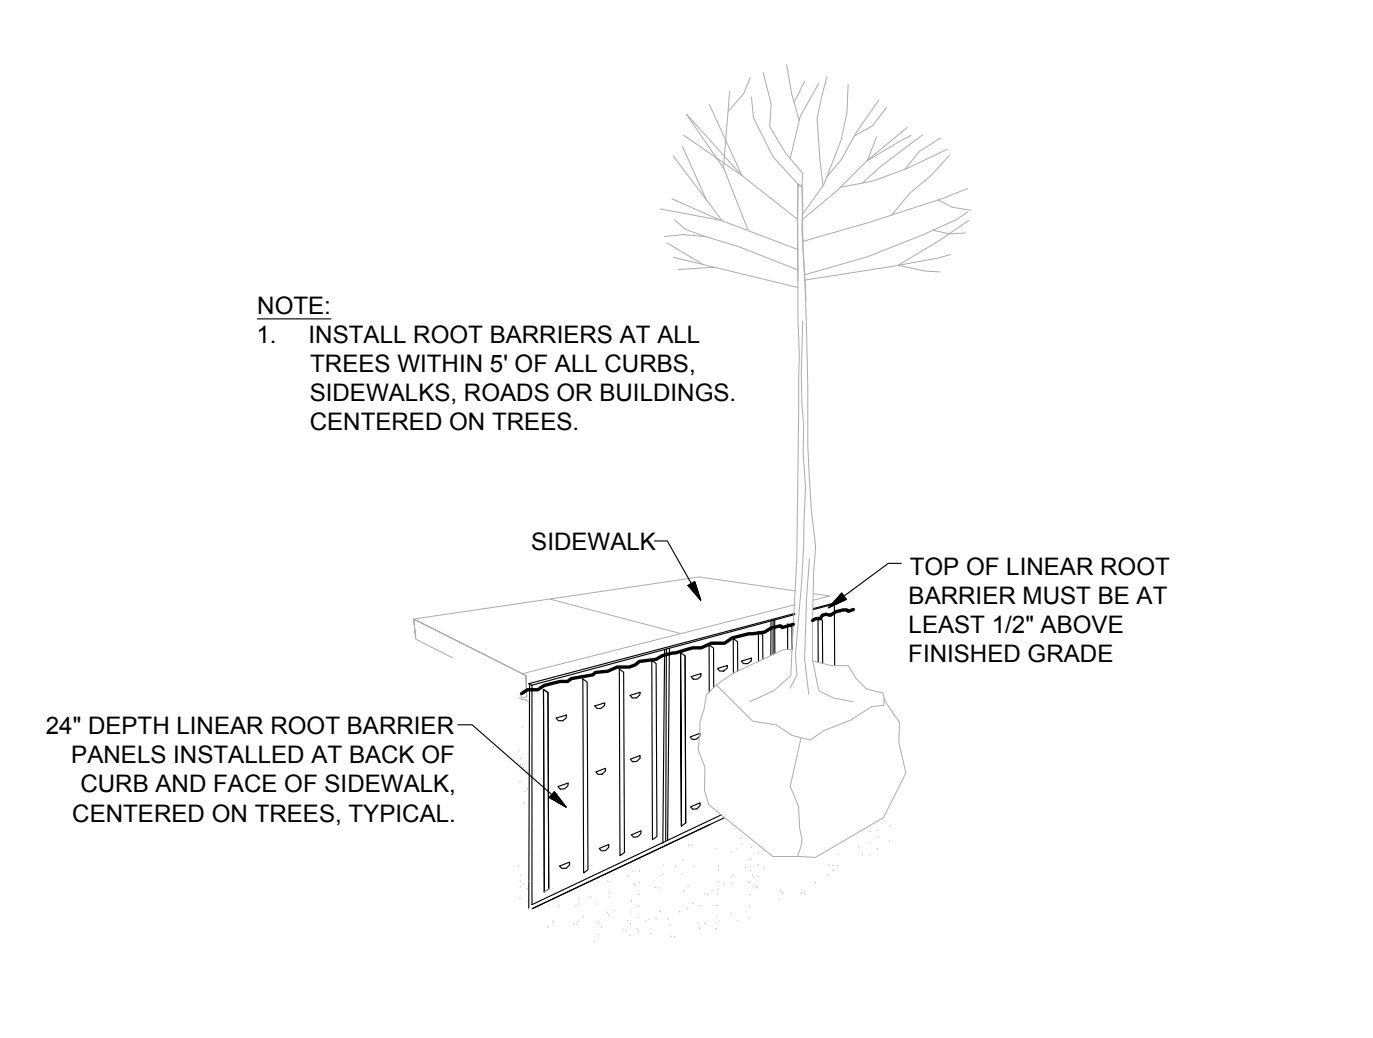 NOTE:
1. INSTALL ROOT BARRIERS AT ALL
TREES WITHIN 5' OF ALL CURBS,
SIDEWALKS, ROADS OR BUILDINGS.
CENTERED ON TREES.
SIDEWALK
TOP OF LINEAR ROOT
BARRIER MUST BE AT
LEAST 1/2" ABOVE
FINISHED GRADE
24" DEPTH LINEAR ROOT BARRIER
PANELS INSTALLED AT BACK OF
CURB AND FACE OF SIDEWALK,
CENTERED ON TREES, TYPICAL.